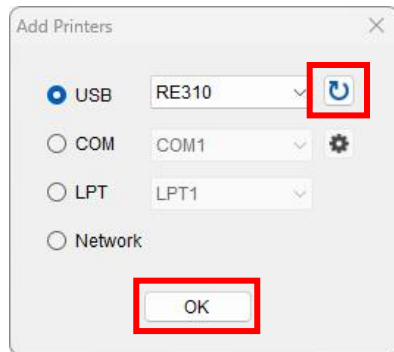 Add Printers
USB RE310
COM COM1
LPT LPT1
Network
OK